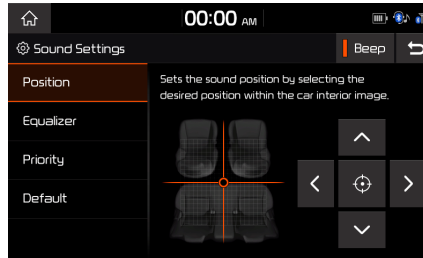 00:00 AM
Sound Settings
Beep
Position
Sets the sound position by selecting the
desired position within the car interior image.
Equalizer
Priority
Default